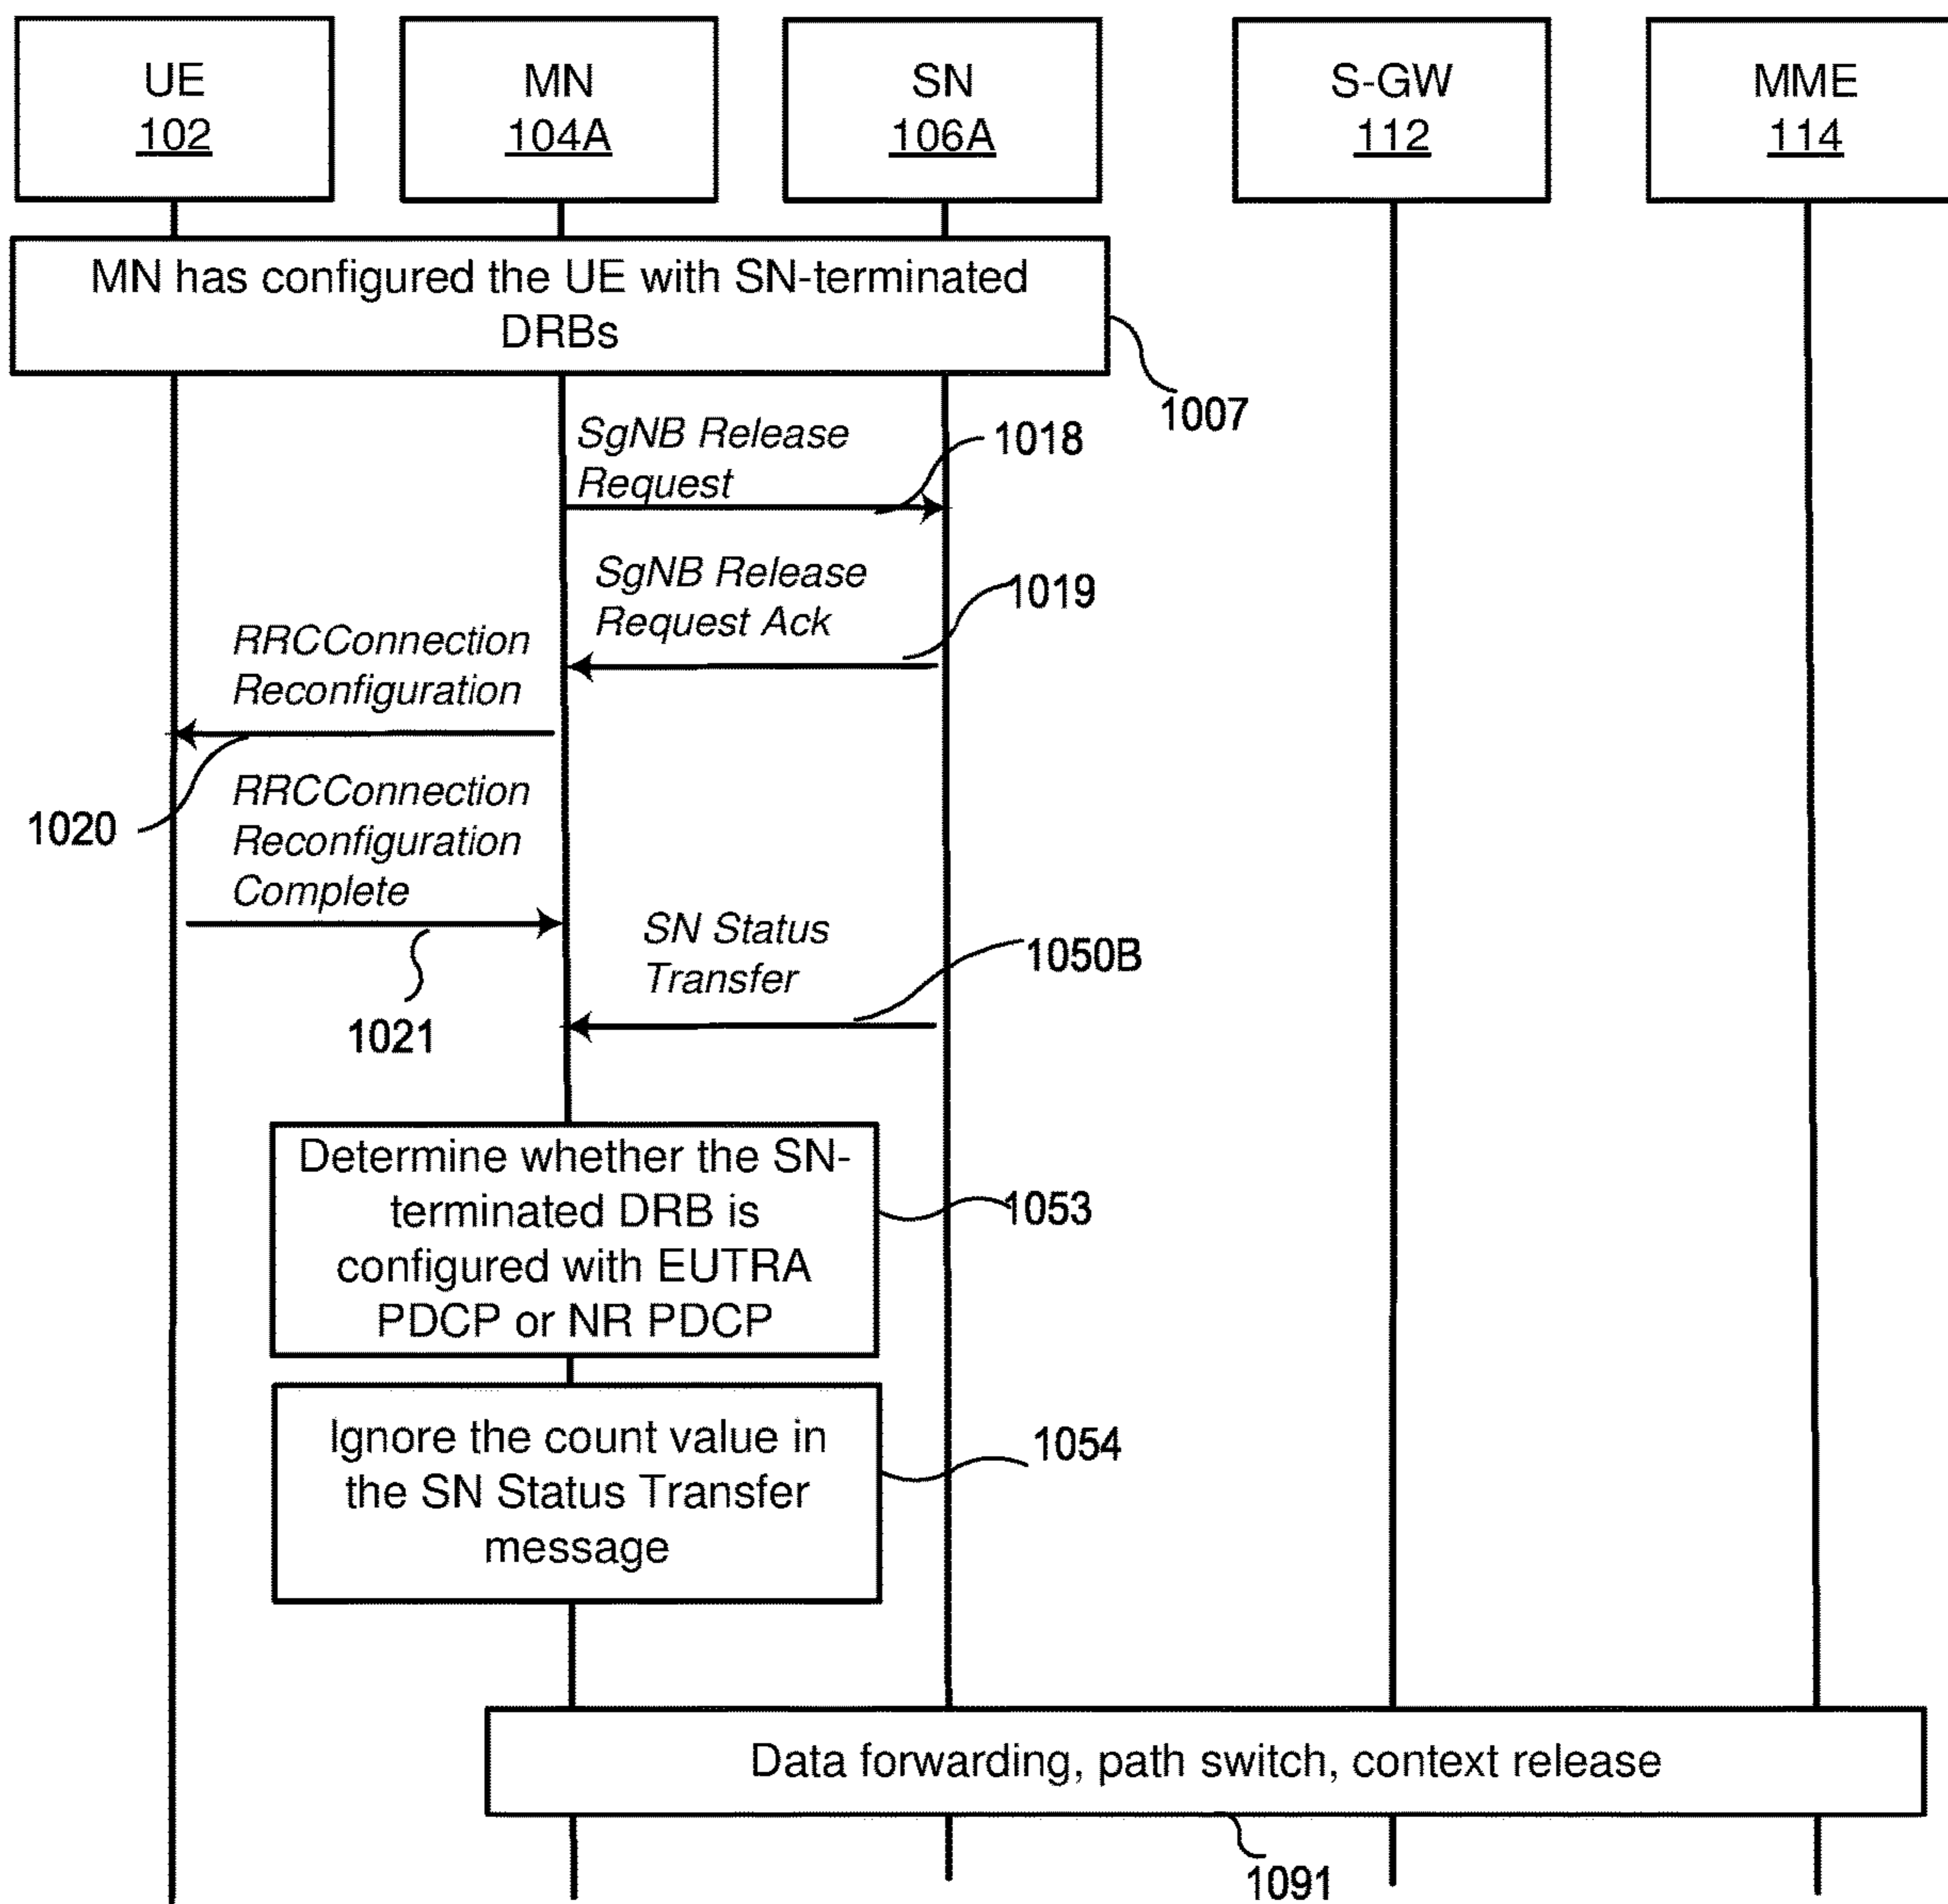 UE
102
MN
104A
SN
106A
S-GW
112
MME
114
MN has configured the UE with SN-terminated
DRBs
1007
SgNB Release
Request
1018
SgNB Release
Request Ack
1019
RRCConnection
Reconfiguration
1020
RRCConnection
Reconfiguration
Complete
1021
SN Status
Transfer
1050B
Determine whether the SN-
terminated DRB is
configured with EUTRA
PDCP or NR PDCP
1053
Ignore the count value in
the SN Status Transfer
message
1054
Data forwarding, path switch, context release
1091